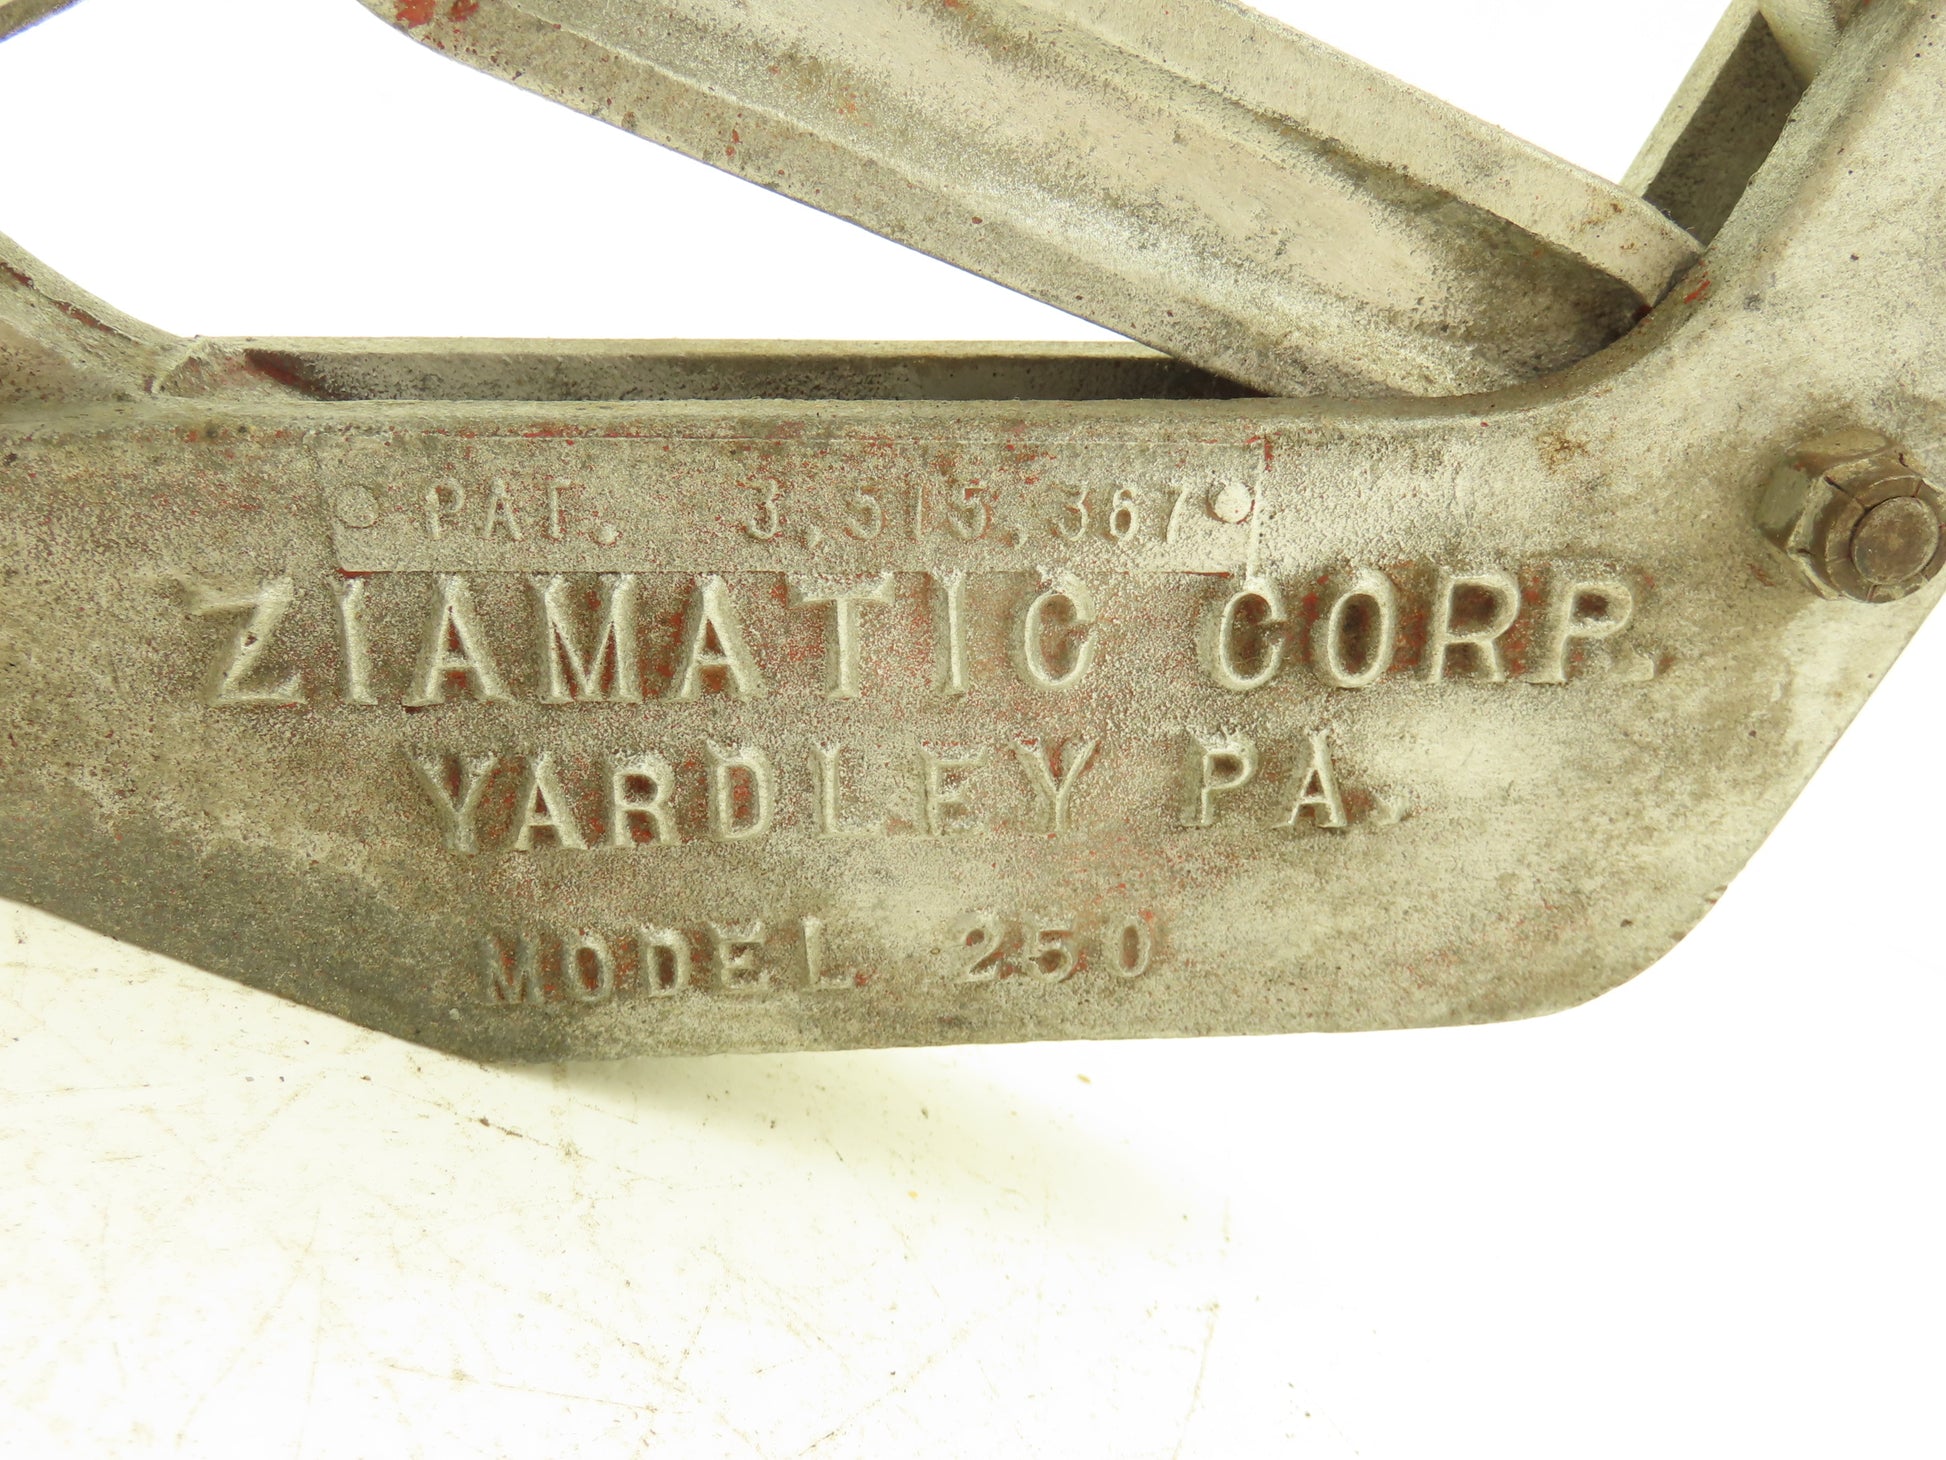 PAT. 3,515,367
ZIAMATIC CORP.
YARDLEY PA.
MODEL 250